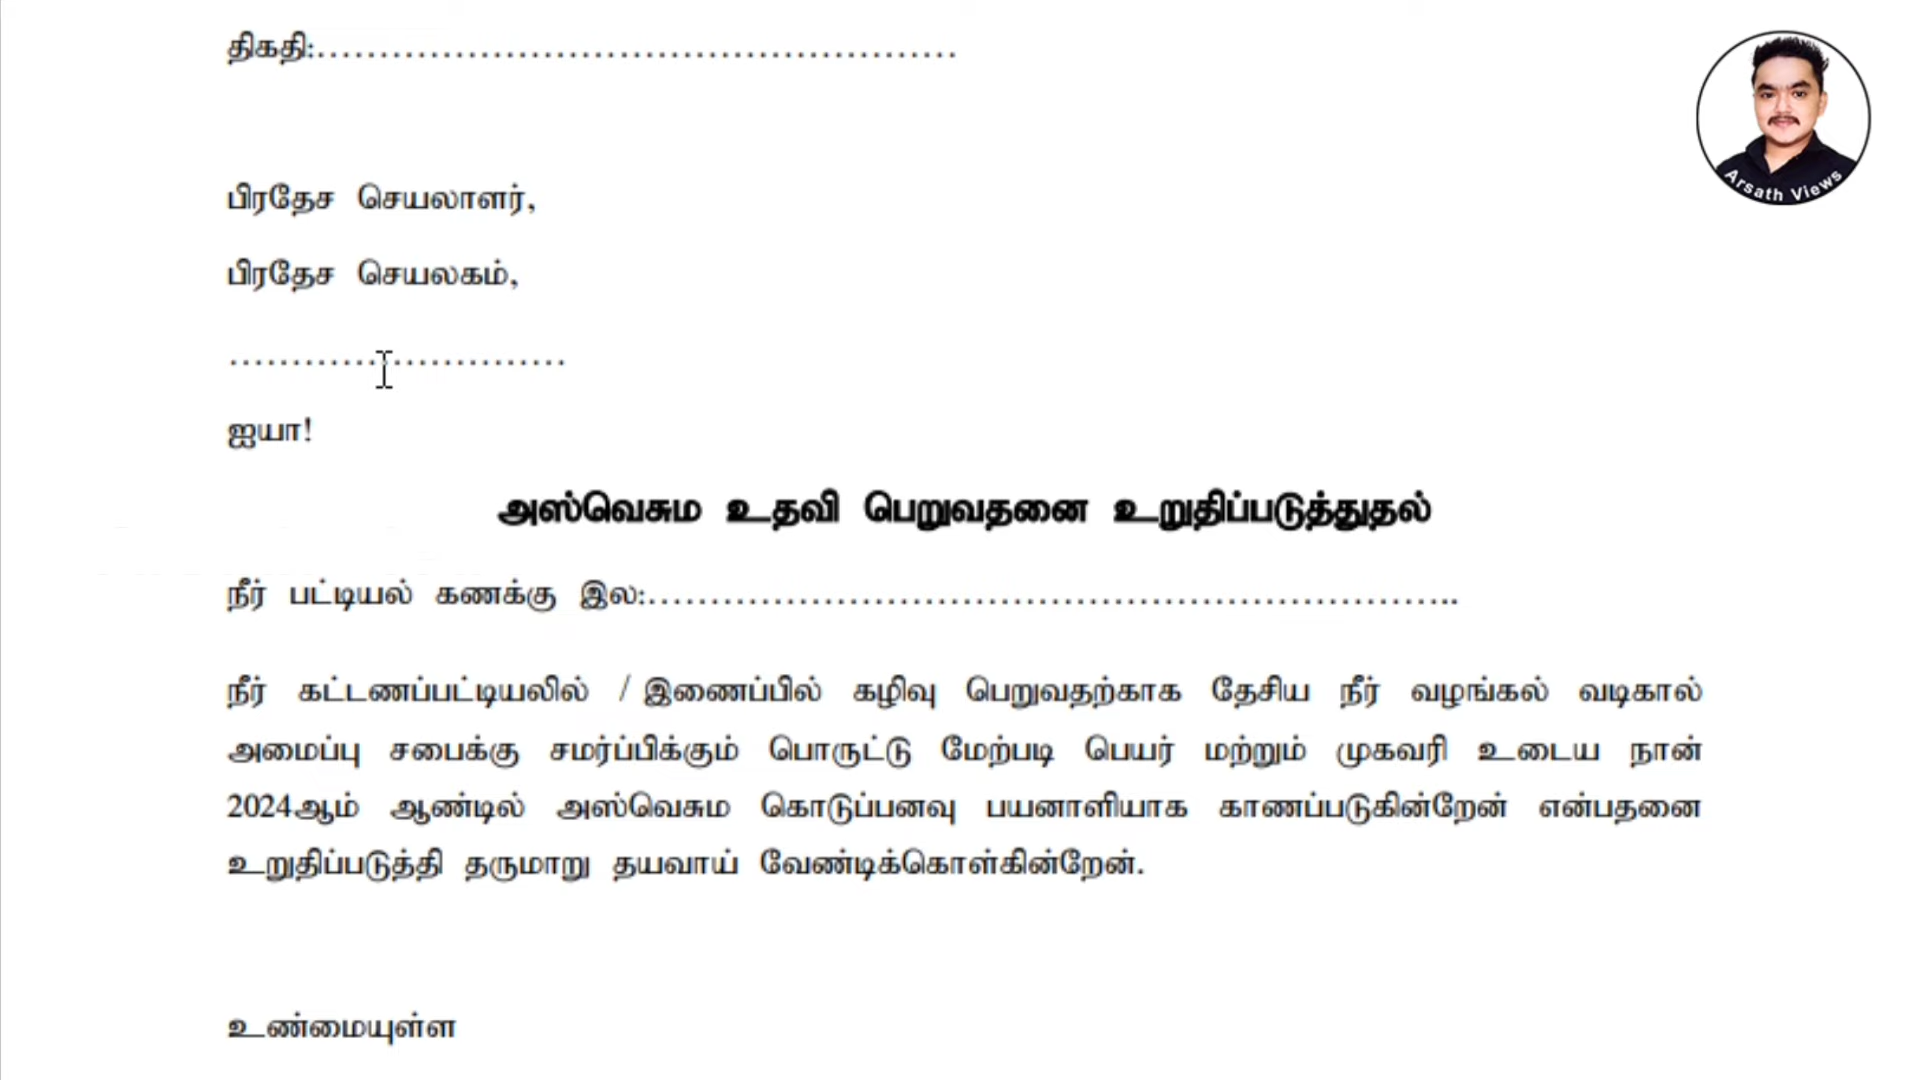 திகதி:......................................................
பிரதேச செயலாளர்,
பிரதேச செயலகம்,
............................
ஐயா!
அஸ்வெசும உதவி பெறுவதனை உறுதிப்படுத்துதல்
நீர் பட்டியல் கணக்கு இல:..................................................................
நீர் கட்டணப்பட்டியலில் / இணைப்பில் கழிவு பெறுவதற்காக தேசிய நீர் வழங்கல் வடிகால்
அமைப்பு சபைக்கு சமர்ப்பிக்கும் பொருட்டு மேற்படி பெயர் மற்றும் முகவரி உடைய நான்
2024ஆம் ஆண்டில் அஸ்வெசும கொடுப்பனவு பயனாளியாக காணப்படுகின்றேன் என்பதனை
உறுதிப்படுத்தி தருமாறு தயவாய் வேண்டிக்கொள்கின்றேன்.
உண்மையுள்ள
Arsath Views